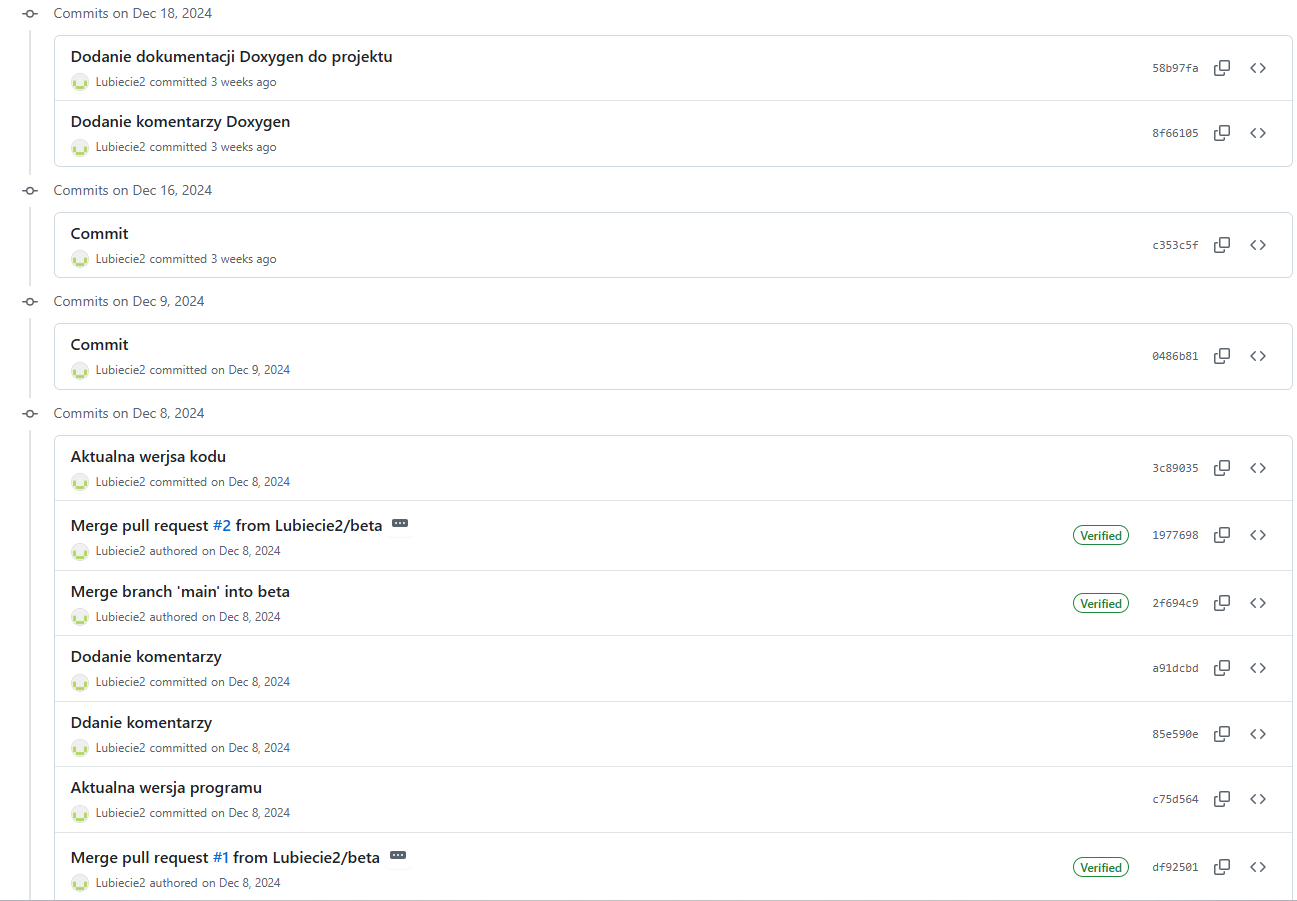 Commits on Dec 18, 2024
Dodanie dokumentacji Doxygen do projektu
58b97fa
Lubiecie2 committed 3 weeks ago
Dodanie komentarzy Doxygen
8f66105
Lubiecie2 committed 3 weeks ago
Commits on Dec 16, 2024
Commit
c353c5f
Lubiecie2 committed 3 weeks ago
Commits on Dec 9, 2024
Commit
0486b81
Lubiecie2 committed on Dec 9, 2024
Commits on Dec 8, 2024
Aktualna werjsa kodu
3c89035
Lubiecie2 committed on Dec 8, 2024
Merge pull request #2 from Lubiecie2/beta
Verified 1977698
Lubiecie2 authored on Dec 8, 2024
Merge branch 'main' into beta
Verified 2f694c9
Lubiecie2 authored on Dec 8, 2024
Dodanie komentarzy
a91dcbd
Lubiecie2 committed on Dec 8, 2024
Ddanie komentarzy
85e590e
Lubiecie2 committed on Dec 8, 2024
Aktualna wersja programu
c75d564
Lubiecie2 committed on Dec 8, 2024
Merge pull request #1 from Lubiecie2/beta
Verified df92501
Lubiecie2 authored on Dec 8, 2024